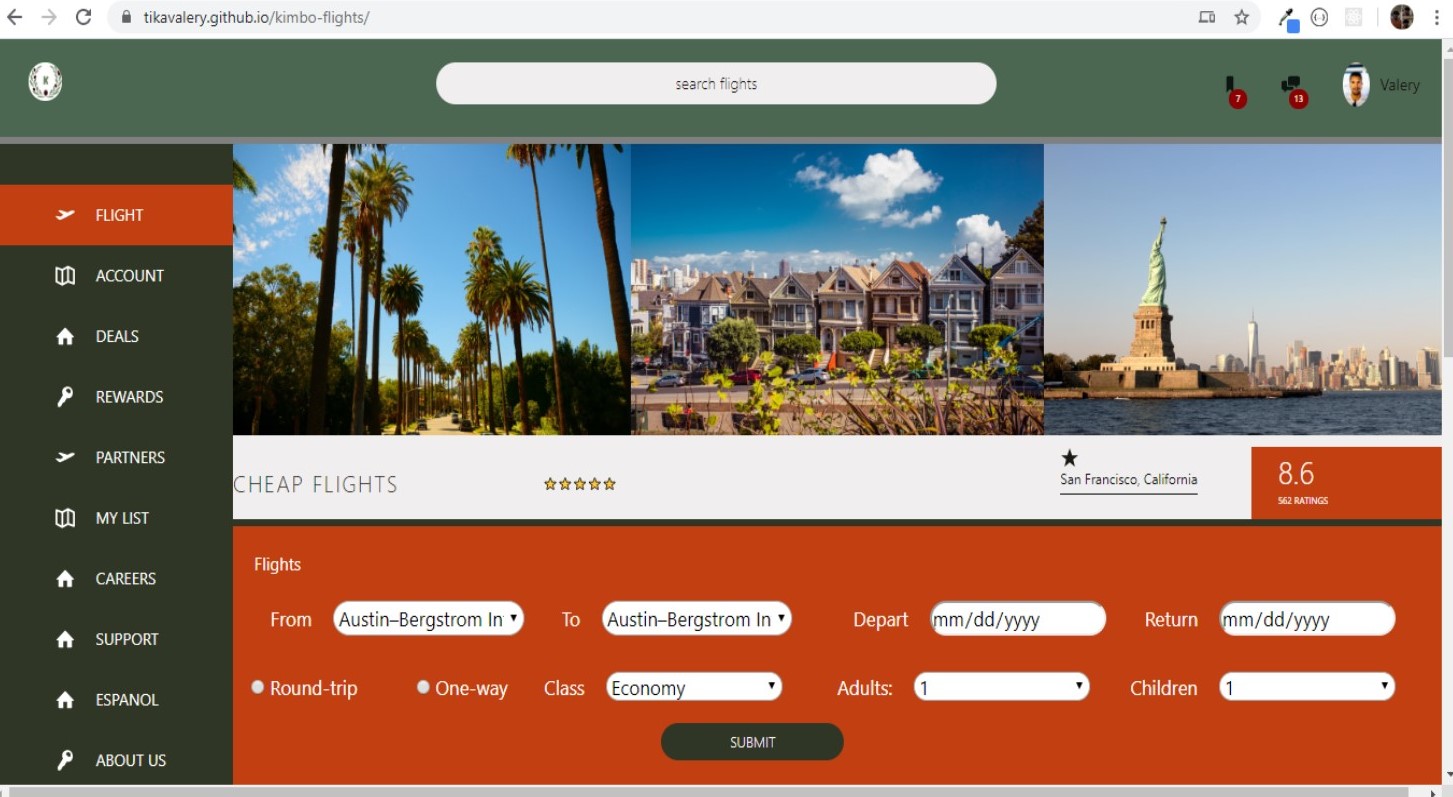 tikavalery.github.io/kimbo-flights/
K
search flights
7
13
Valery
FLIGHT
ACCOUNT
DEALS
REWARDS
PARTNERS
MY LIST
CAREERS
SUPPORT
ESPANOL
ABOUT US
CHEAP FLIGHTS
San Francisco, California
8.6
562 RATINGS
Flights
From Austin–Bergstrom In To Austin–Bergstrom In Depart mm/dd/yyyy Return mm/dd/yyyy
Round-trip One-way Class Economy Adults: 1 Children 1
SUBMIT